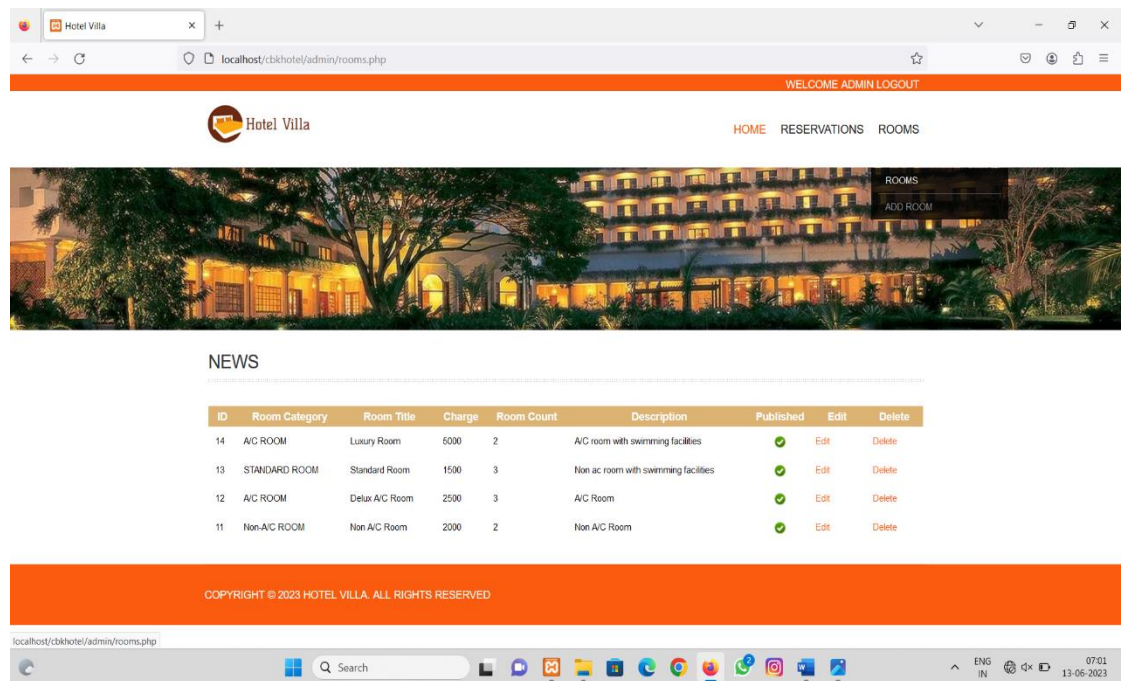 Hotel Villa
localhost/cbkhotel/admin/rooms.php
WELCOME ADMIN LOGOUT
Hotel Villa
HOME RESERVATIONS ROOMS
ROOMS
ADD ROOM
NEWS
ID Room Category Room Title Charge Room Count Description Published Edit Delete
14 A/C ROOM Luxury Room 5000 2 A/C room with swimming facilities Edit Delete
13 STANDARD ROOM Standard Room 1500 3 Non ac room with swimming facilities Edit Delete
12 A/C ROOM Delux A/C Room 2500 3 A/C Room Edit Delete
11 Non-A/C ROOM Non A/C Room 2000 2 Non A/C Room Edit Delete
COPYRIGHT © 2023 HOTEL VILLA. ALL RIGHTS RESERVED
localhost/cbkhotel/admin/rooms.php
Search
2
ENG
IN
07:01
13-06-2023